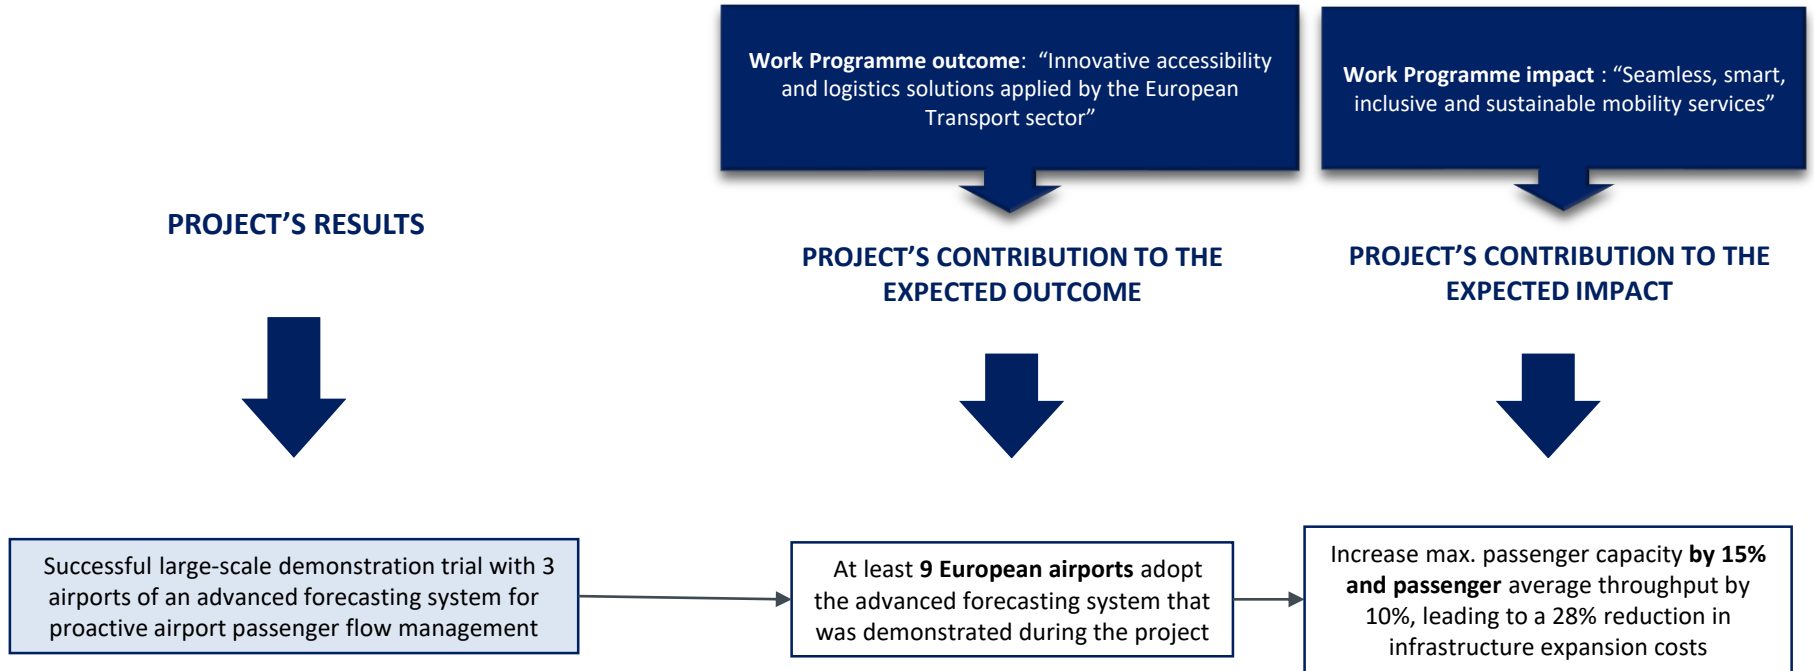 Work Programme outcome:  “Innovative accessibility
and logistics solutions applied by the European
Transport sector”
Work Programme impact : “Seamless, smart,
inclusive and sustainable mobility services”
PROJECT’S RESULTS
PROJECT’S CONTRIBUTION TO THE
EXPECTED OUTCOME
PROJECT’S CONTRIBUTION TO THE
EXPECTED IMPACT
Successful large-scale demonstration trial with 3
airports of an advanced forecasting system for
proactive airport passenger flow management
At least 9 European airports adopt
the advanced forecasting system that
was demonstrated during the project
Increase max. passenger capacity by 15%
and passenger average throughput by
10%, leading to a 28% reduction in
infrastructure expansion costs